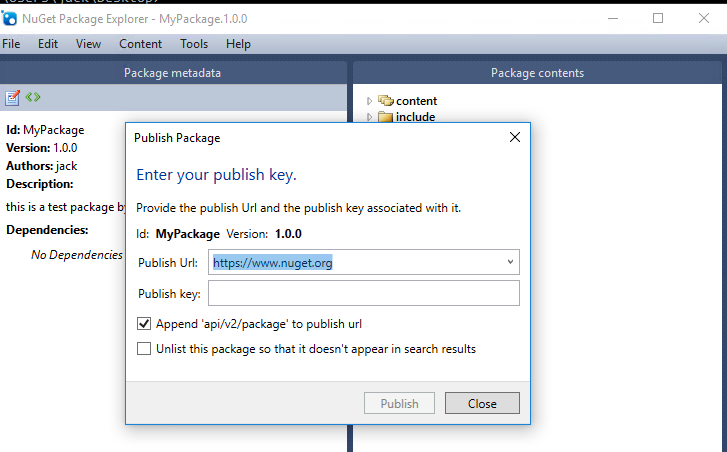 \Users\jack\Desktop>
NuGet Package Explorer - MyPackage.1.0.0
File Edit View Content Tools Help
Package metadata
Package contents
Id: MyPackage
Version: 1.0.0
Authors: jack
Description:
this is a test package by
Dependencies:
No Dependencies
content
include
Publish Package
Enter your publish key.
Provide the publish Url and the publish key associated with it.
Id: MyPackage Version: 1.0.0
Publish Url: https://www.nuget.org
Publish key:
Append 'api/v2/package' to publish url
Unlist this package so that it doesn't appear in search results
Publish Close